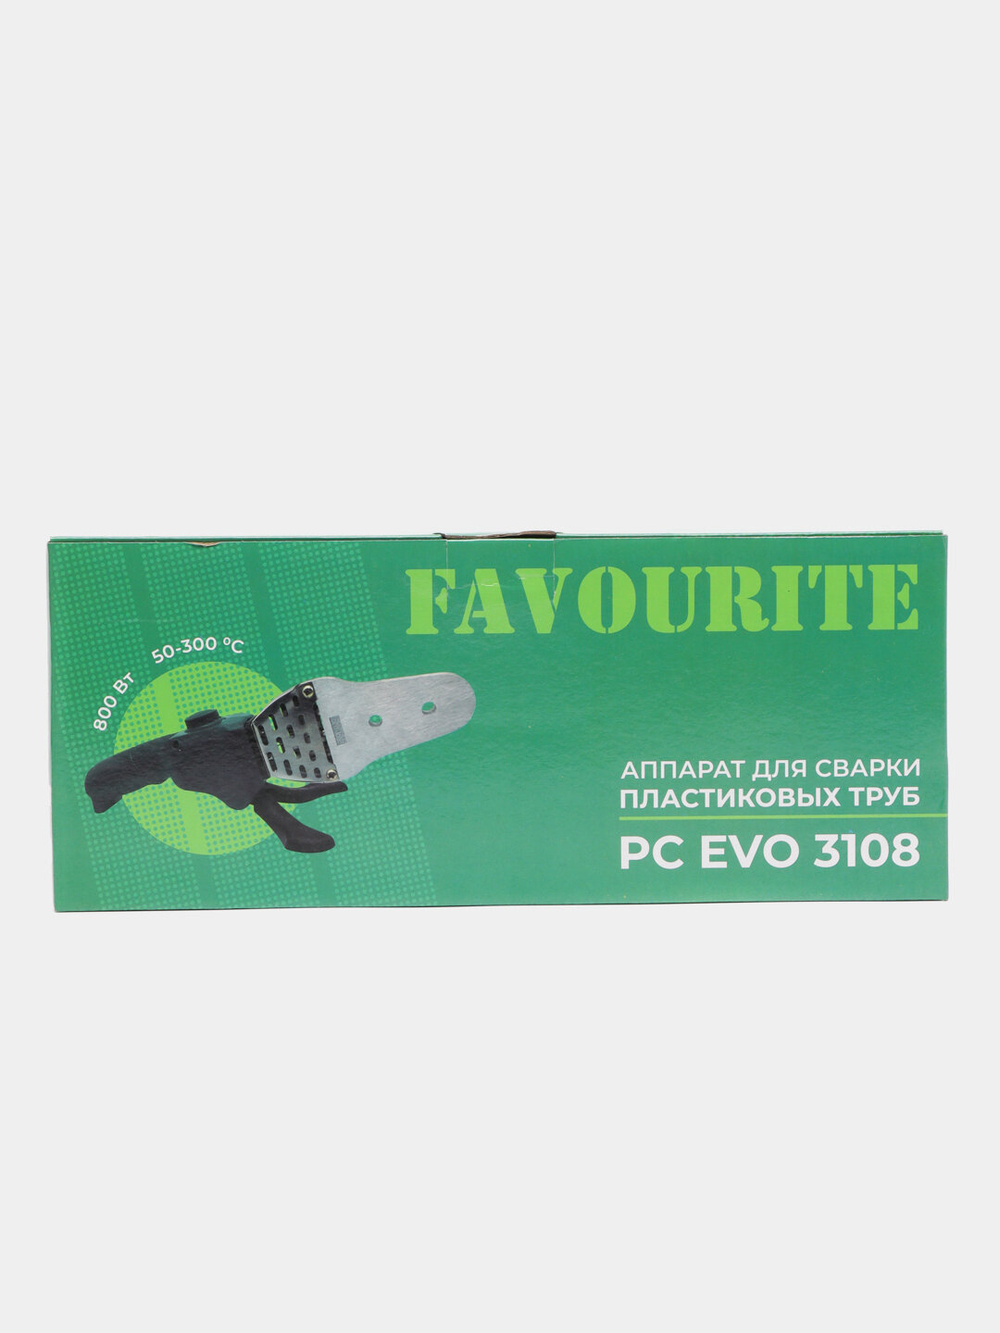 FAVOURITE
800 Вт 50-300 °C
АППАРАТ ДЛЯ СВАРКИ
ПЛАСТИКОВЫХ ТРУБ
PC EVO 3108